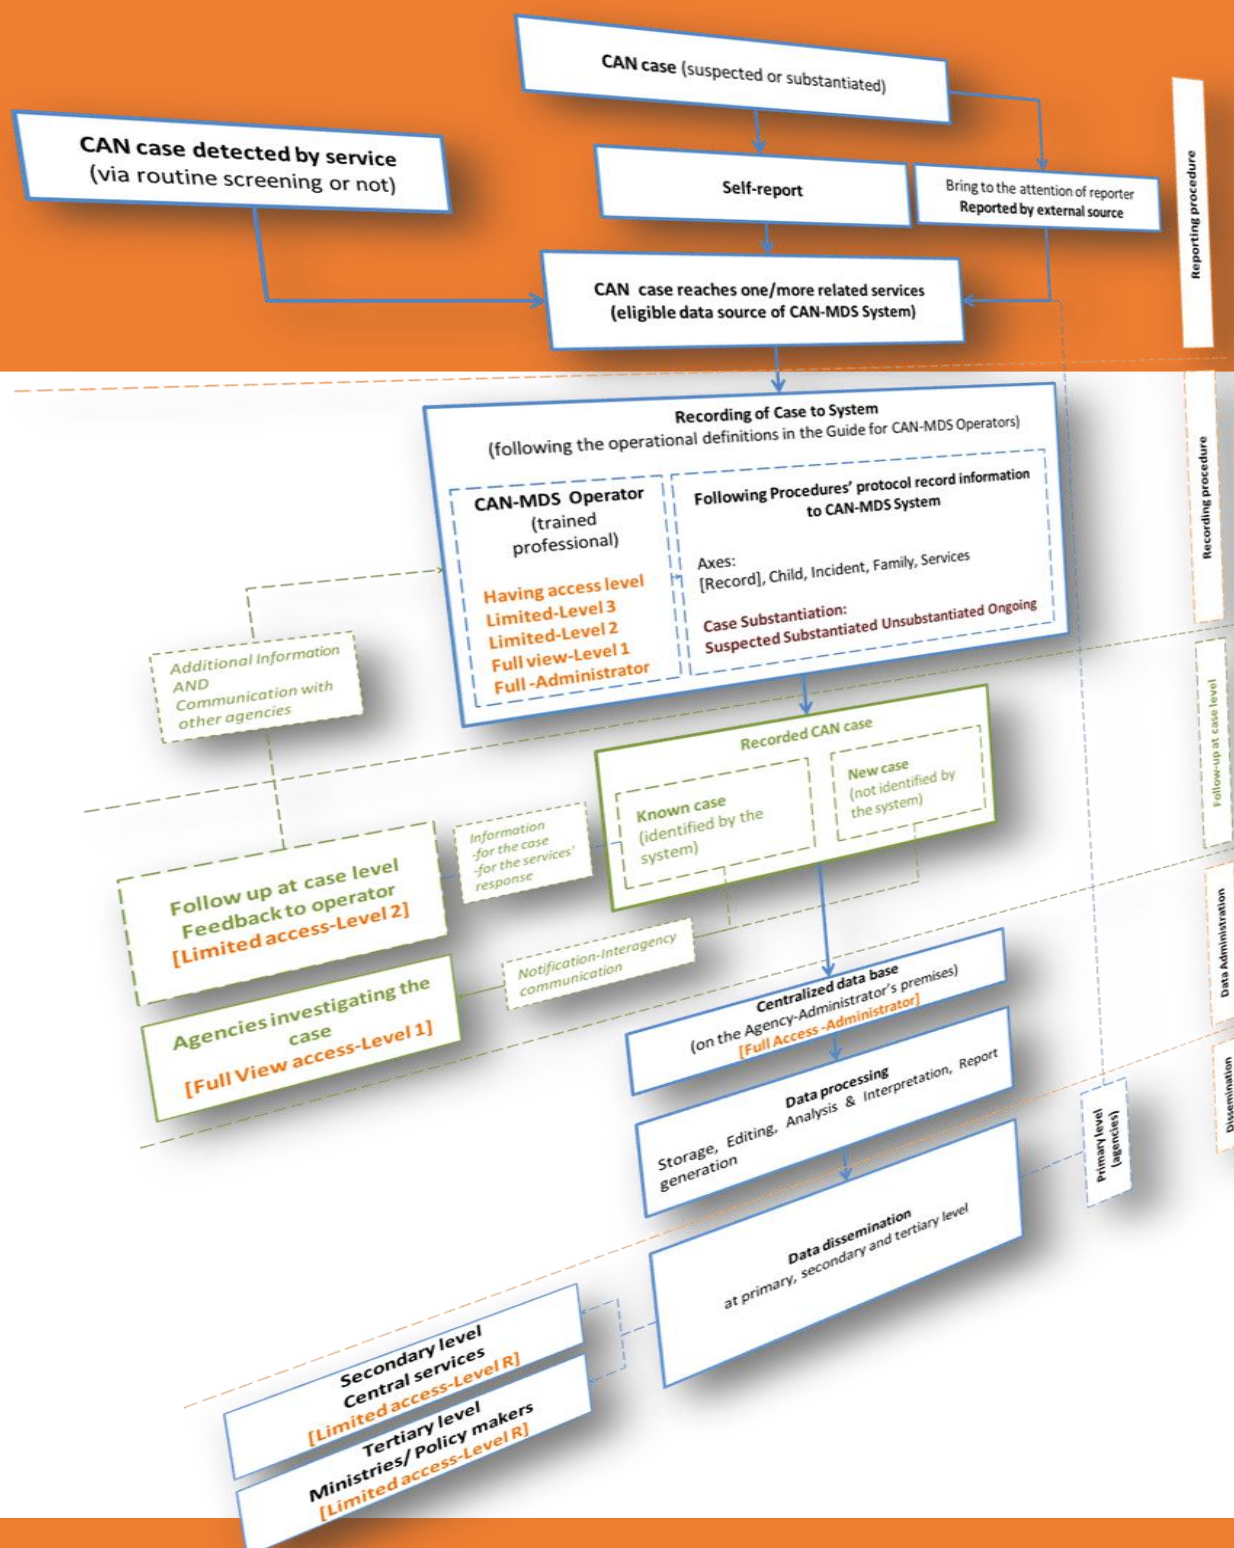 CAN case (suspected or substantiated)
CAN case detected by service
(via routine screening or not)
Self-report
Bring to the attention of reporter
Reported by external source
Reporting procedure
CAN case reaches one/more related services
(eligible data source of CAN-MDS System)
Recording of Case to System
(following the operational definitions in the Guide for CAN-MDS Operators)
CAN-MDS Operator
(trained
professional)
Having access level
Limited-Level 3
Limited-Level 2
Full view-Level 1
Full -Administrator
Following Procedures' protocol record information
to CAN-MDS System
Axes:
[Record], Child, Incident, Family, Services
Case Substantiation:
Suspected Substantiated Unsubstantiated Ongoing
Recording procedure
Additional Information
AND
Communication with
other agencies
Recorded CAN case
Known case
(identified by the
system)
New case
(not identified by
the system)
Follow-up at case level
Information
-for the case
-for the services'
response
Follow up at case level
Feedback to operator
[Limited access-Level 2]
Notification-Interagency
communication
Agencies investigating the
case
[Full View access-Level 1]
Centralized data base
(on the Agency-Administrator's premises)
[Full Access -Administrator]
Data Administration
Data processing
Storage, Editing, Analysis & Interpretation, Report
generation
Dissemination
Primary level
(agencies)
Data dissemination
at primary, secondary and tertiary level
Secondary level
Central services
[Limited access-Level R]
Tertiary level
Ministries/ Policy makers
[Limited access-Level R]